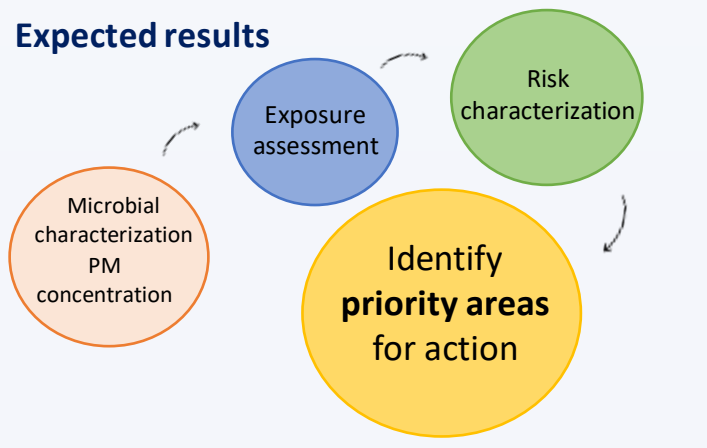 Expected results
Microbial
characterization
PM
concentration
Exposure
assessment
Risk
characterization
Identify
priority areas
for action